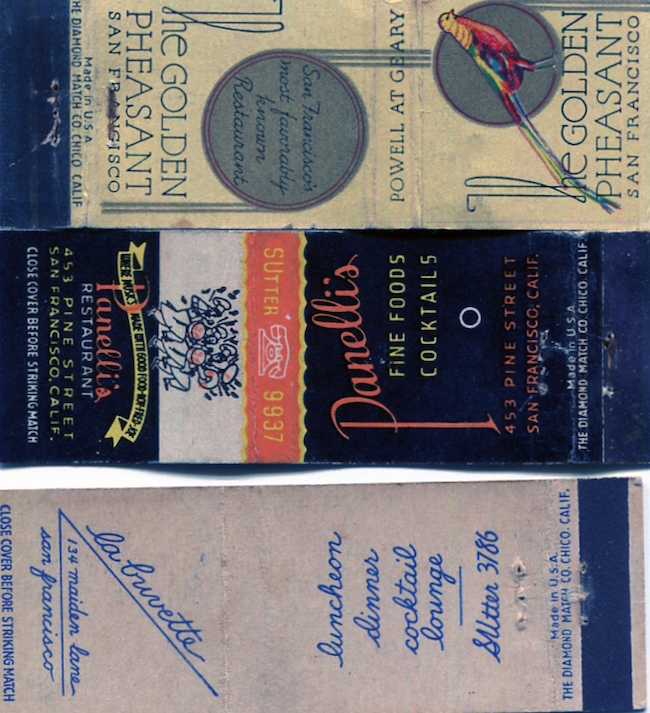 The GOLDEN
PHEASANT
SAN FRANCISCO
Made in U.S.A
THE DIAMOND MATCH CO. CHICO, CALIF
San Francisco's
most favorably
known
Restaurant
POWELL AT GEARY
The GOLDEN
PHEASANT
SAN FRANCISCO
Panelli's
RESTAURANT
453 PINE STREET
SAN FRANCISCO, CALIF.
CLOSE COVER BEFORE STRIKING MATCH
SUTTER 9937
Panelli's
FINE FOODS
COCKTAILS
453 PINE STREET
SAN FRANCISCO, CALIF.
Made in U.S.A
THE DIAMOND MATCH CO. CHICO, CALIF.
la buvette
134 maiden lane
san francisco
CLOSE COVER BEFORE STRIKING MATCH
luncheon
dinner
cocktail
lounge
SUtter 3786
Made in U.S.A.
THE DIAMOND MATCH CO. CHICO. CALIF.